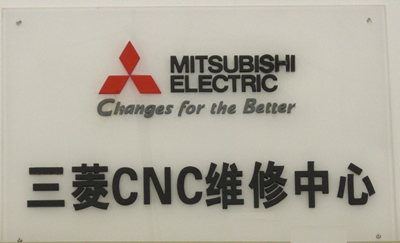 MITSUBISHI
ELECTRIC
Changes for the Better
三菱CNC维修中心